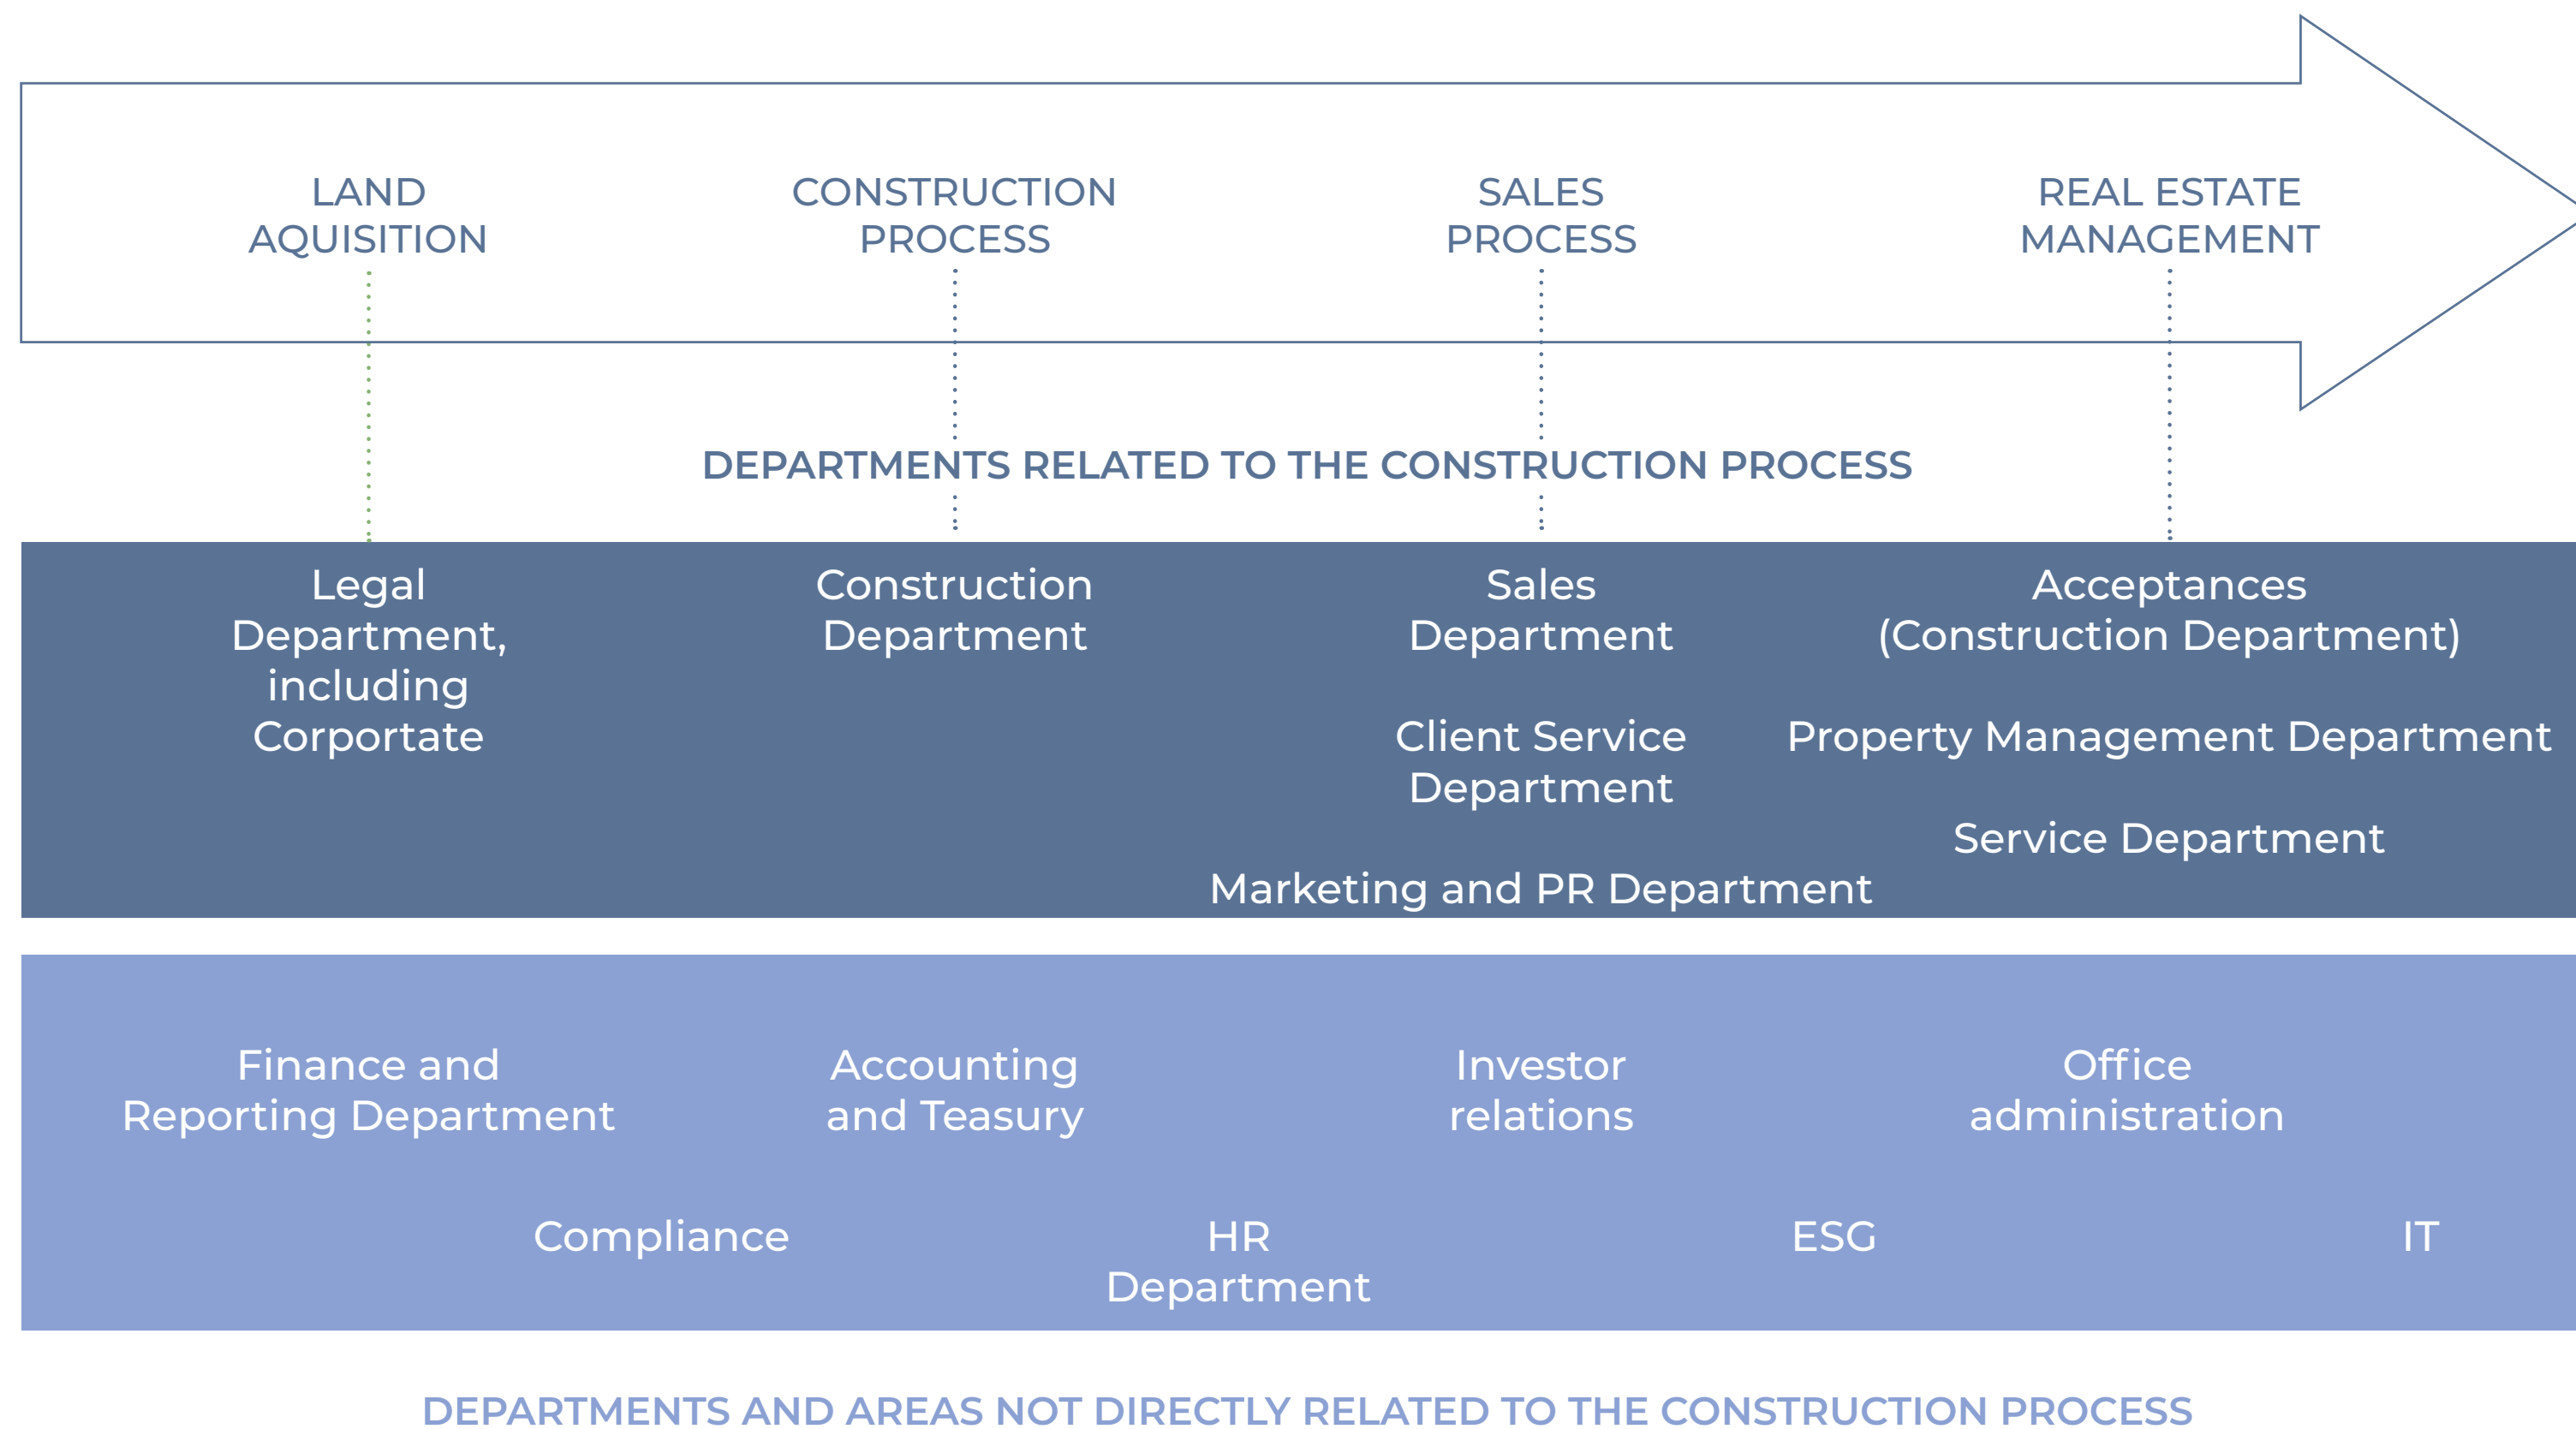 LAND
AQUISITION
CONSTRUCTION
PROCESS
SALES
PROCESS
REAL ESTATE
MANAGEMENT
DEPARTMENTS RELATED TO THE CONSTRUCTION PROCESS
Legal
Department,
including
Corportate
Construction
Department
Sales
Department
Client Service
Department
Marketing and PR Department
Acceptances
(Construction Department)
Property Management Department
Service Department
Finance and
Reporting Department
Accounting
and Teasury
Investor
relations
Office
administration
Compliance
HR
Department
ESG
IT
DEPARTMENTS AND AREAS NOT DIRECTLY RELATED TO THE CONSTRUCTION PROCESS